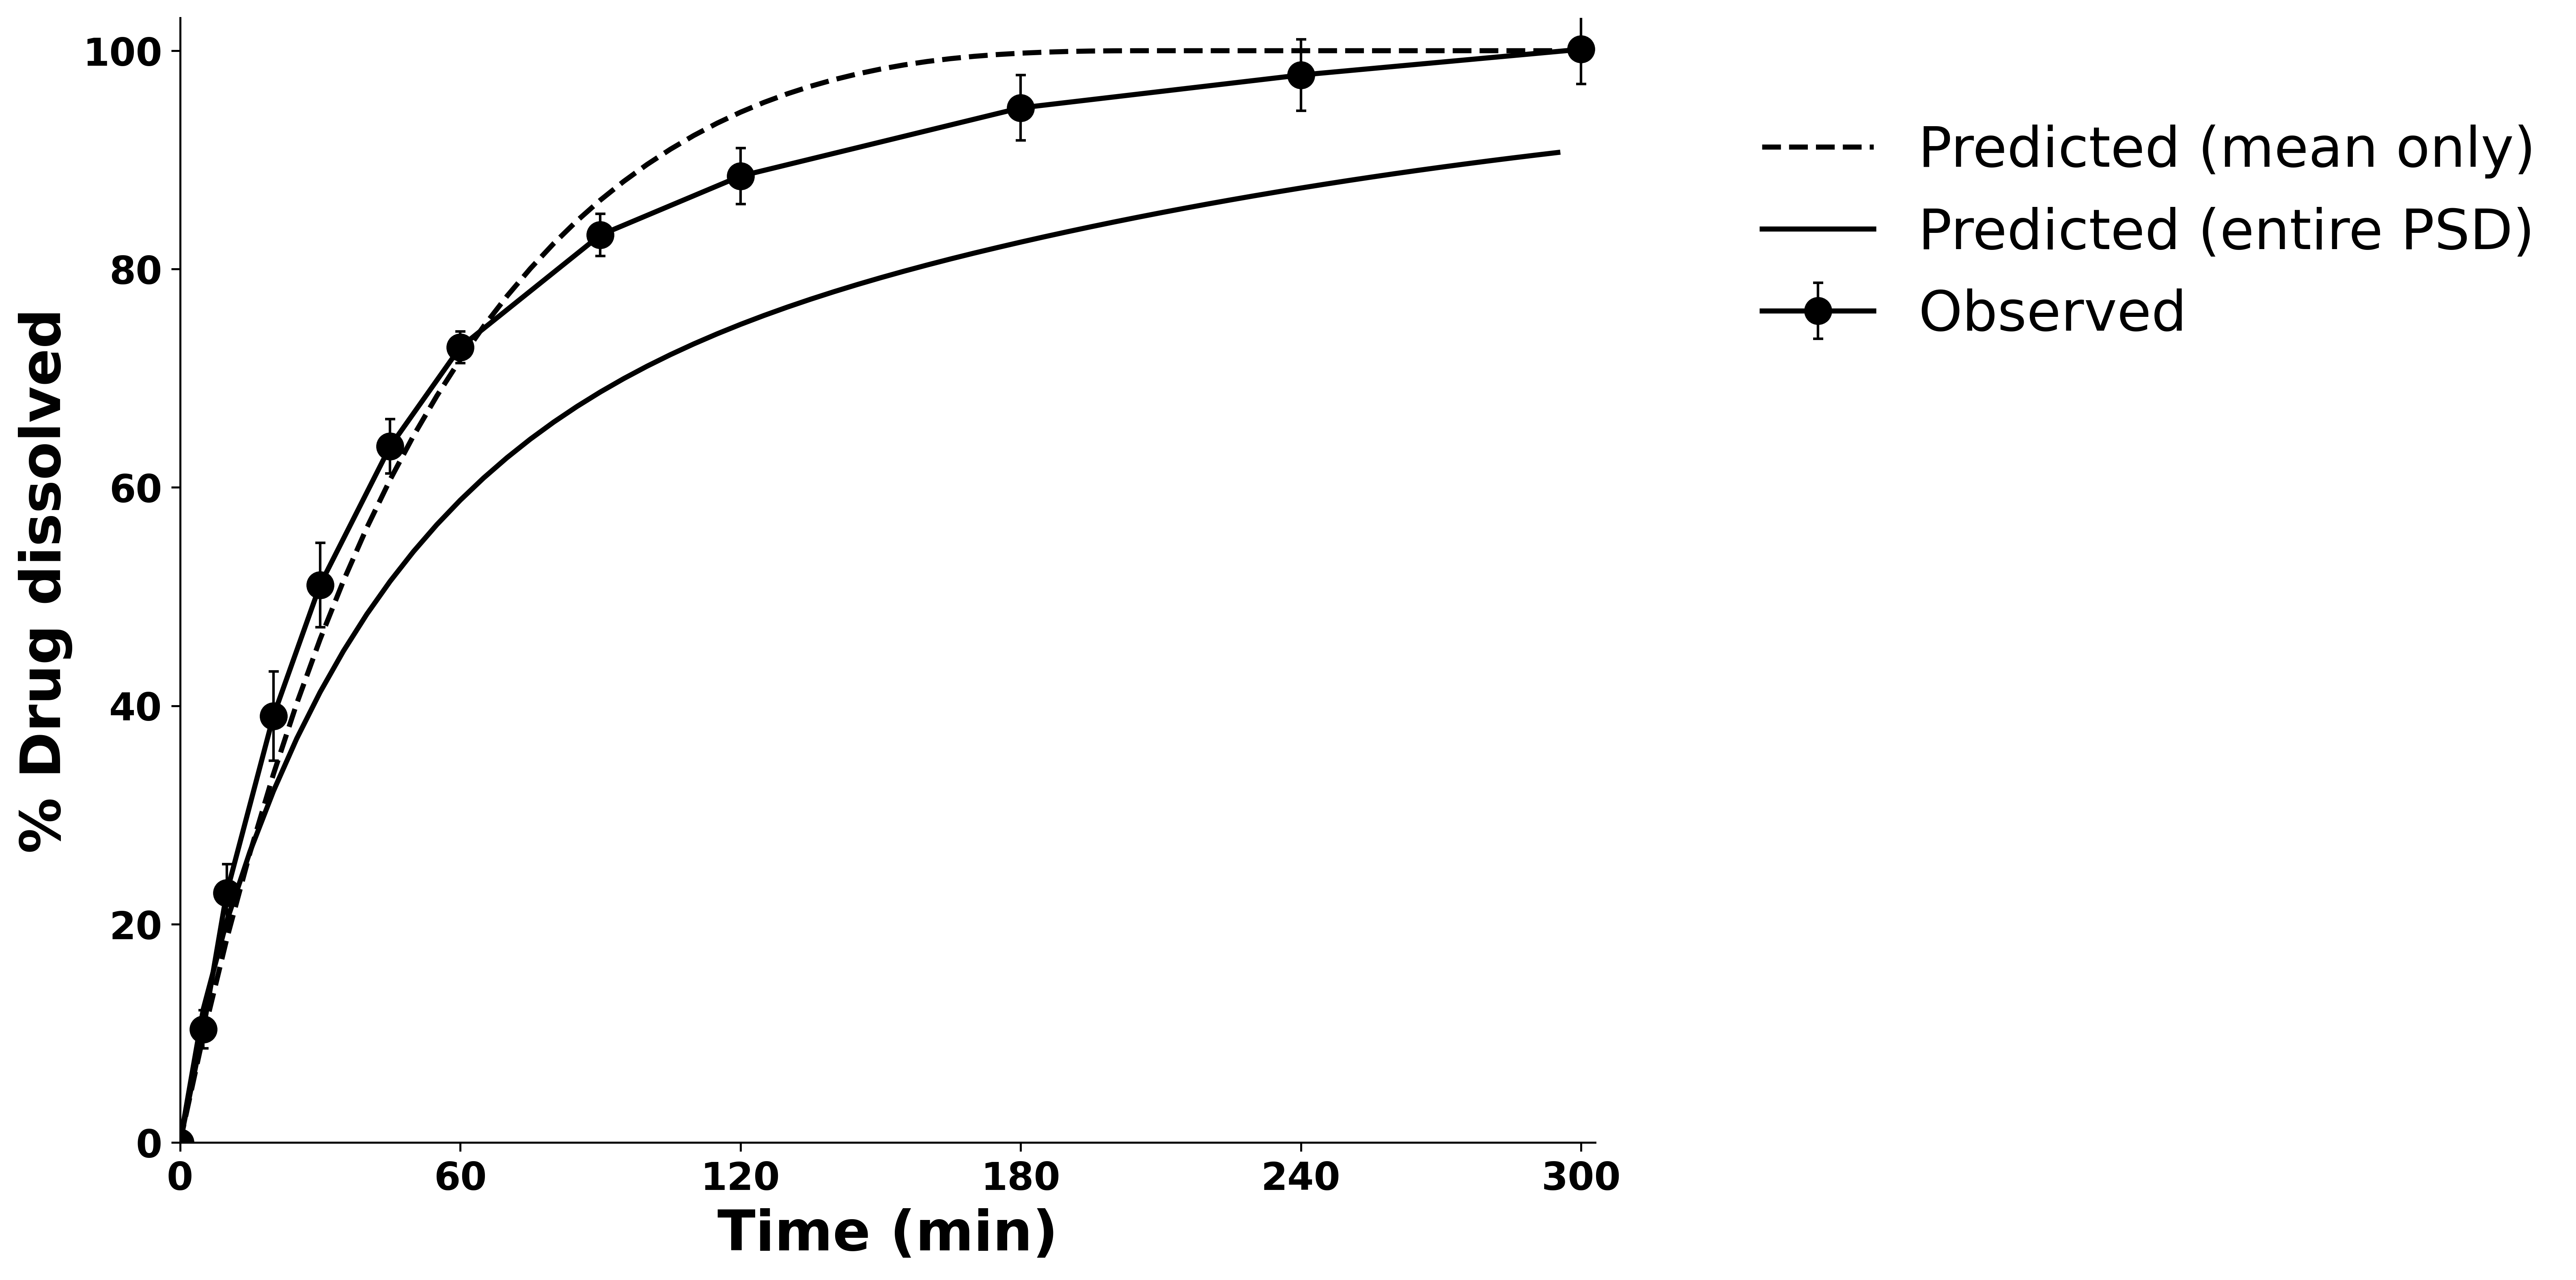 100
80
60
40
20
0
% Drug dissolved
0 60 120 180 240 300
Time (min)
Predicted (mean only)
Predicted (entire PSD)
Observed